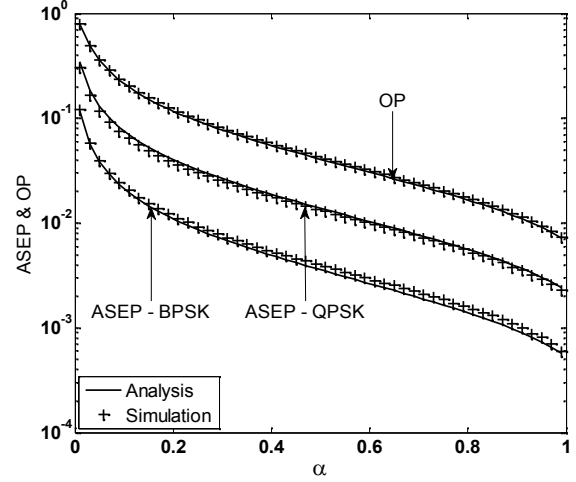 10^0
10^-1
10^-2
10^-3
10^-4
ASEP & OP
OP
ASEP - BPSK
ASEP - QPSK
Analysis
Simulation
0
0.2
0.4
0.6
0.8
1
α